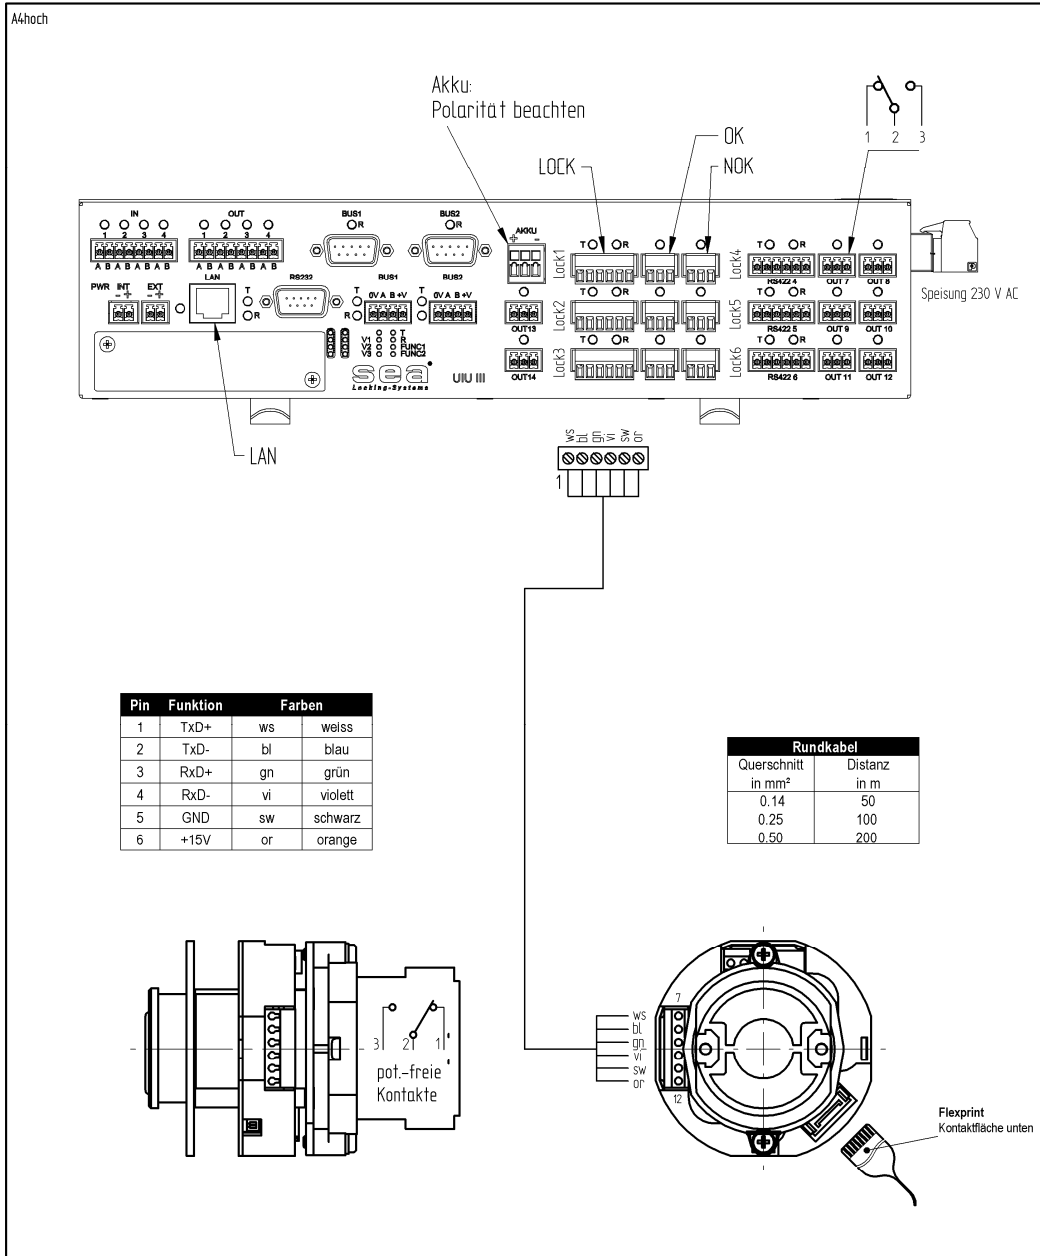 A4hoch
Akku:
Polarität beachten
LOCK
OK
NOK
1 2 3
IN
1 2 3 4
A B A B A B A B
OUT
1 2 3 4
A B A B A B A B
BUS1
R
BUS2
R
AKKU
+ -
PWR INT EXT
- + - +
LAN
T
R
RS232
T
R
BUS1
0V A B +V
T
R
BUS2
V1 T
V2 R
V3 FUNC1
FUNC2
sea
Locking-Systems
UIU III
OUT13
OUT14
Lock1
T R
Lock2
T R
Lock3
T R
Lock4
T R
RS422 4
OUT 7
OUT 8
Lock5
T R
RS422 5
OUT 9
OUT 10
Lock6
T R
RS422 6
OUT 11
OUT 12
Speisung 230 V AC
LAN
ws bl gn vi sw or
1
Pin Funktion Farben
1 TxD+ ws weiss
2 TxD- bl blau
3 RxD+ gn grün
4 RxD- vi violett
5 GND sw schwarz
6 +15V or orange
Rundkabel
Querschnitt Distanz
in mm² in m
0.14 50
0.25 100
0.50 200
3 2 1
pot.-freie
Kontakte
7
ws
bl
gn
vi
sw
or
12
Flexprint
Kontaktfläche unten